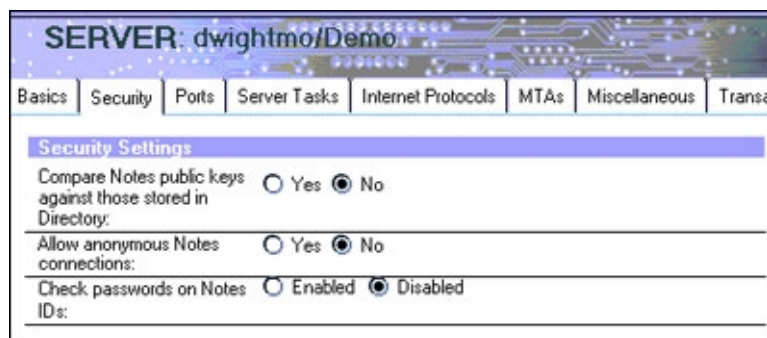 SERVER: dwightmo/Demo
Basics Security Ports Server Tasks Internet Protocols MTAs Miscellaneous Transa
Security Settings
Compare Notes public keys against those stored in Directory: Yes No
Allow anonymous Notes connections: Yes No
Check passwords on Notes IDs: Enabled Disabled